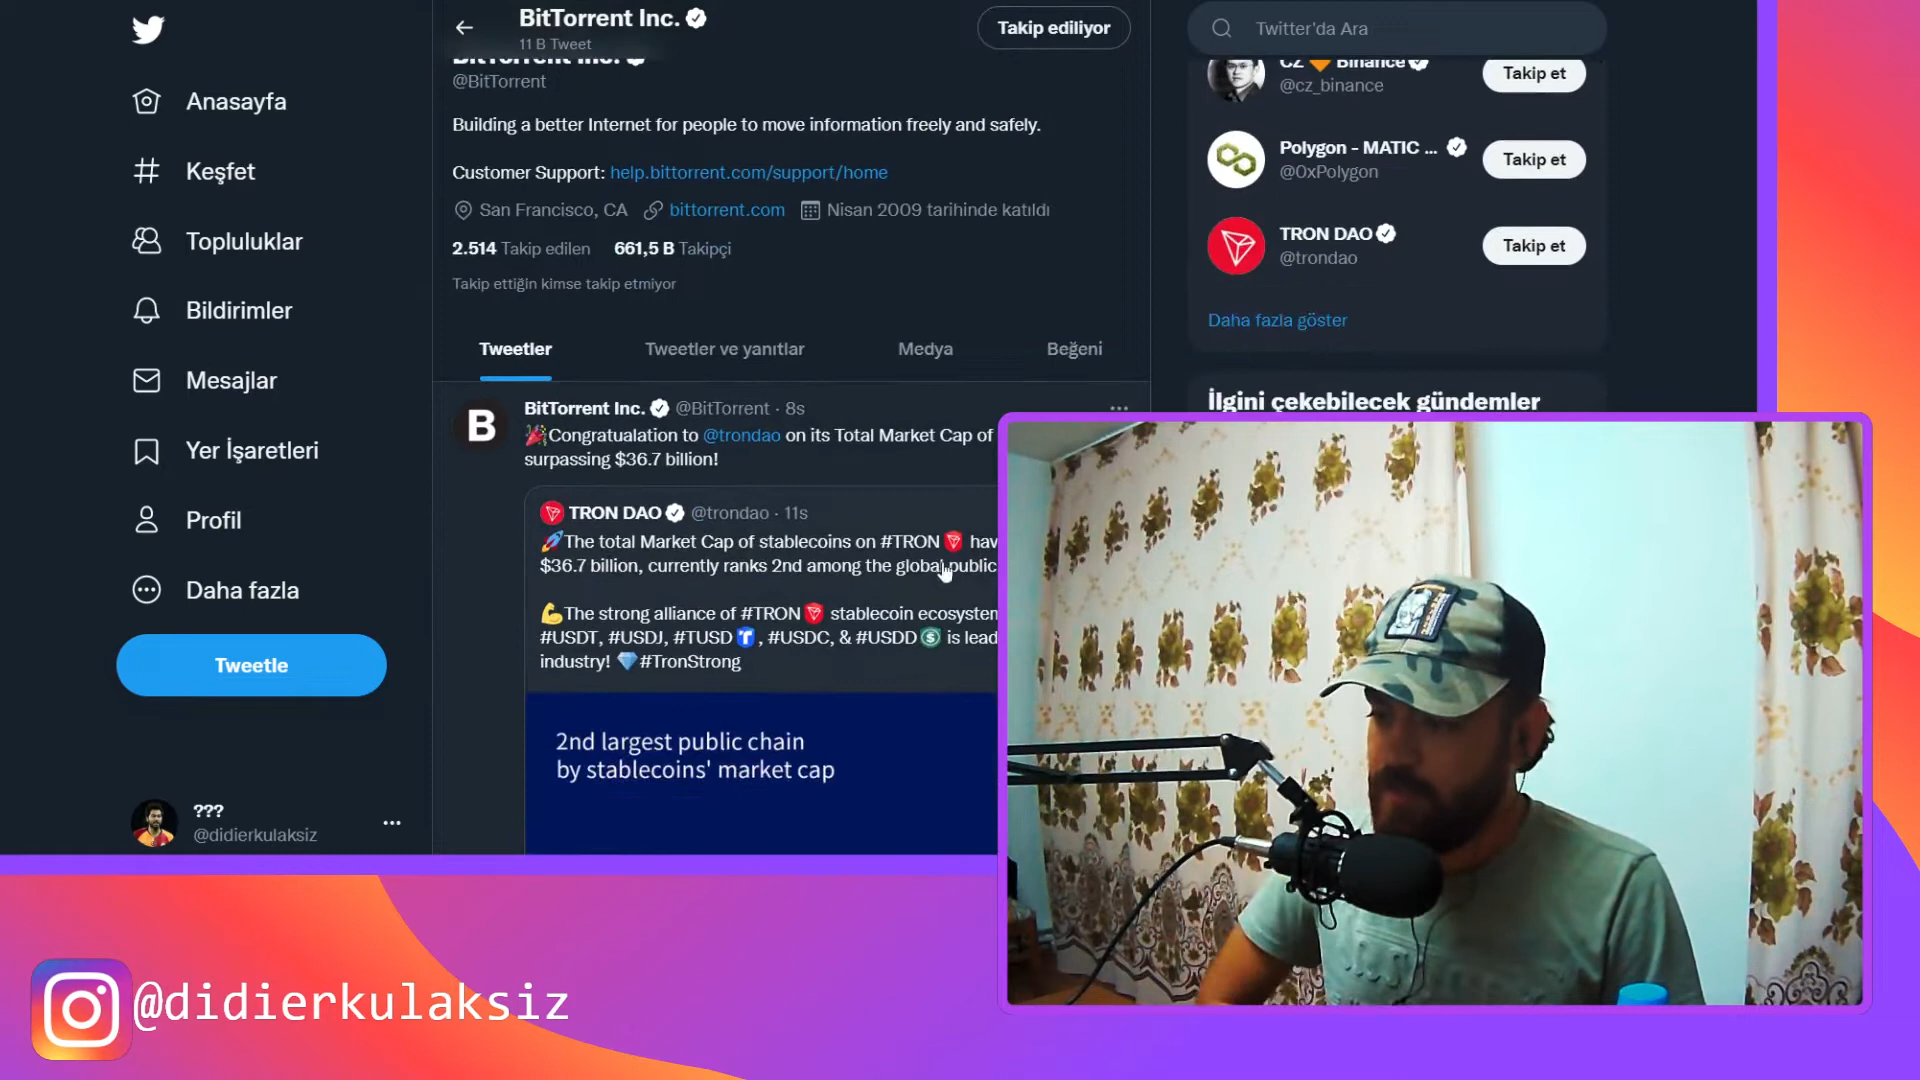 BitTorrent Inc.
11 B Tweet
Takip ediliyor
BitTorrent Inc.
@BitTorrent
Building a better Internet for people to move information freely and safely.
Customer Support: help.bittorrent.com/support/home
San Francisco, CA bittorrent.com Nisan 2009 tarihinde katıldı
2.514 Takip edilen 661,5 B Takipçi
Takip ettiğin kimse takip etmiyor
Tweetler Tweetler ve yanıtlar Medya Beğeni
BitTorrent Inc. @BitTorrent · 8s
B
Congratualation to @trondao on its Total Market Cap of
surpassing $36.7 billion!
TRON DAO @trondao · 11s
The total Market Cap of stablecoins on #TRON hav
$36.7 billion, currently ranks 2nd among the global public
The strong alliance of #TRON stablecoin ecosystem
#USDT, #USDJ, #TUSD, #USDC, & #USDD is lead
industry! #TronStrong
2nd largest public chain
by stablecoins' market cap
Anasayfa
Keşfet
Topluluklar
Bildirimler
Mesajlar
Yer İşaretleri
Profil
Daha fazla
Tweetle
???
@didierkulaksiz
Twitter'da Ara
CZ Binance
@cz_binance
Takip et
Polygon - MATIC ...
@0xPolygon
Takip et
TRON DAO
@trondao
Takip et
Daha fazla göster
İlgini çekebilecek gündemler
@didierkulaksiz